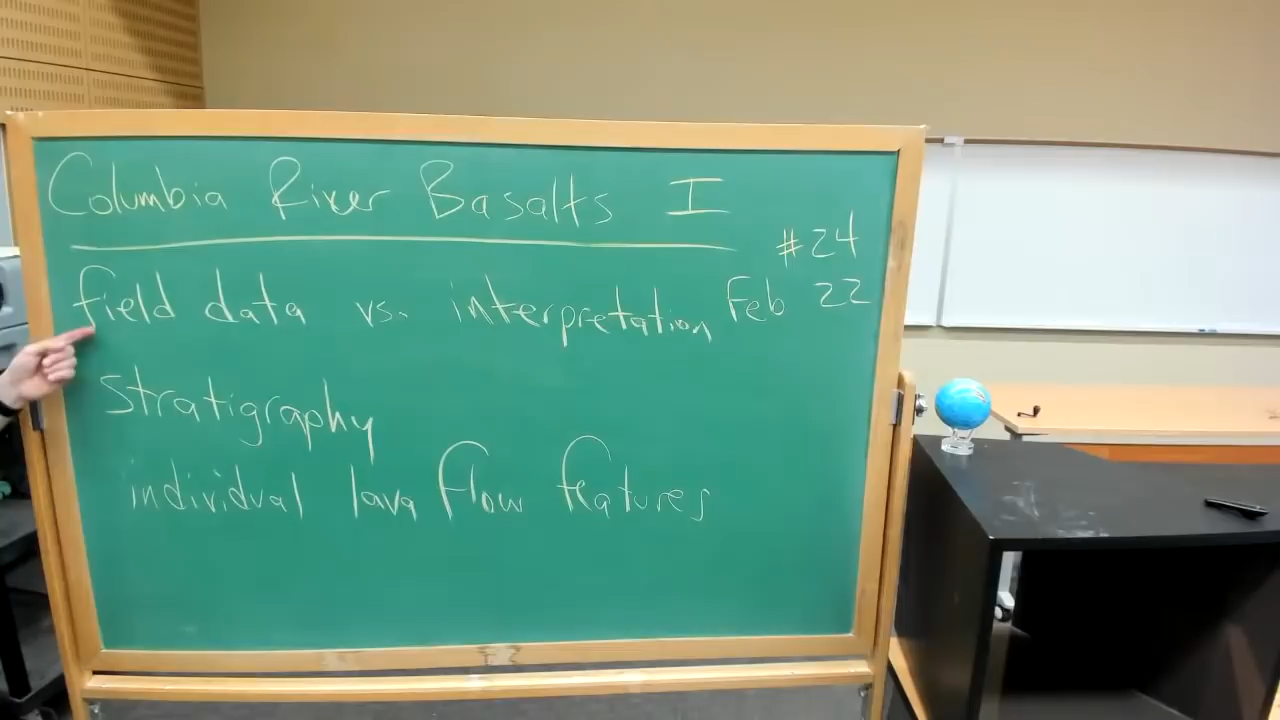 Columbia River Basalts I
#24
Feb 22
field data vs. interpretation
stratigraphy
individual lava flow features